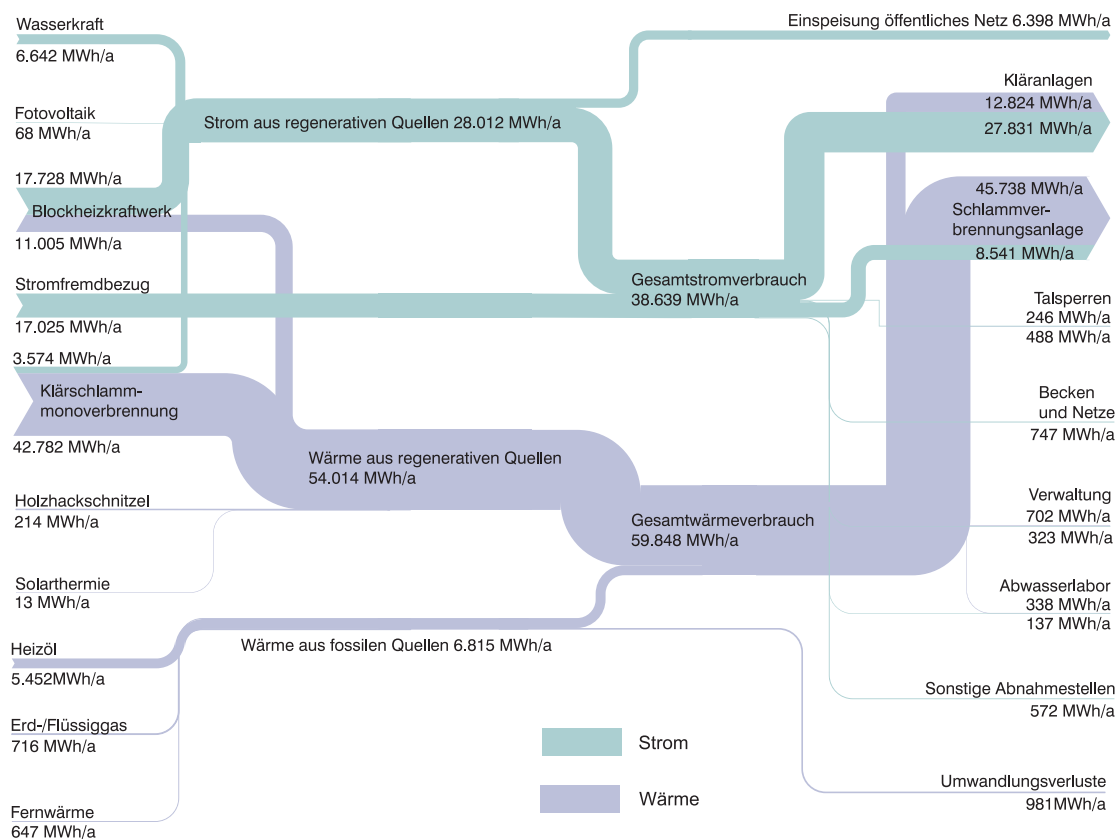 Wasserkraft
6.642 MWh/a
Fotovoltaik
68 MWh/a
17.728 MWh/a
Blockheizkraftwerk
11.005 MWh/a
Stromfremdbezug
17.025 MWh/a
3.574 MWh/a
Klärschlamm-
monoverbrennung
42.782 MWh/a
Holzhackschnitzel
214 MWh/a
Solarthermie
13 MWh/a
Heizöl
5.452MWh/a
Erd-/Flüssiggas
716 MWh/a
Fernwärme
647 MWh/a
Strom aus regenerativen Quellen 28.012 MWh/a
Wärme aus regenerativen Quellen
54.014 MWh/a
Wärme aus fossilen Quellen 6.815 MWh/a
Gesamtstromverbrauch
38.639 MWh/a
Gesamtwärmeverbrauch
59.848 MWh/a
Strom
Wärme
Einspeisung öffentliches Netz 6.398 MWh/a
Kläranlagen
12.824 MWh/a
27.831 MWh/a
45.738 MWh/a
Schlammver-
brennungsanlage
8.541 MWh/a
Talsperren
246 MWh/a
488 MWh/a
Becken
und Netze
747 MWh/a
Verwaltung
702 MWh/a
323 MWh/a
Abwasserlabor
338 MWh/a
137 MWh/a
Sonstige Abnahmestellen
572 MWh/a
Umwandlungsverluste
981MWh/a